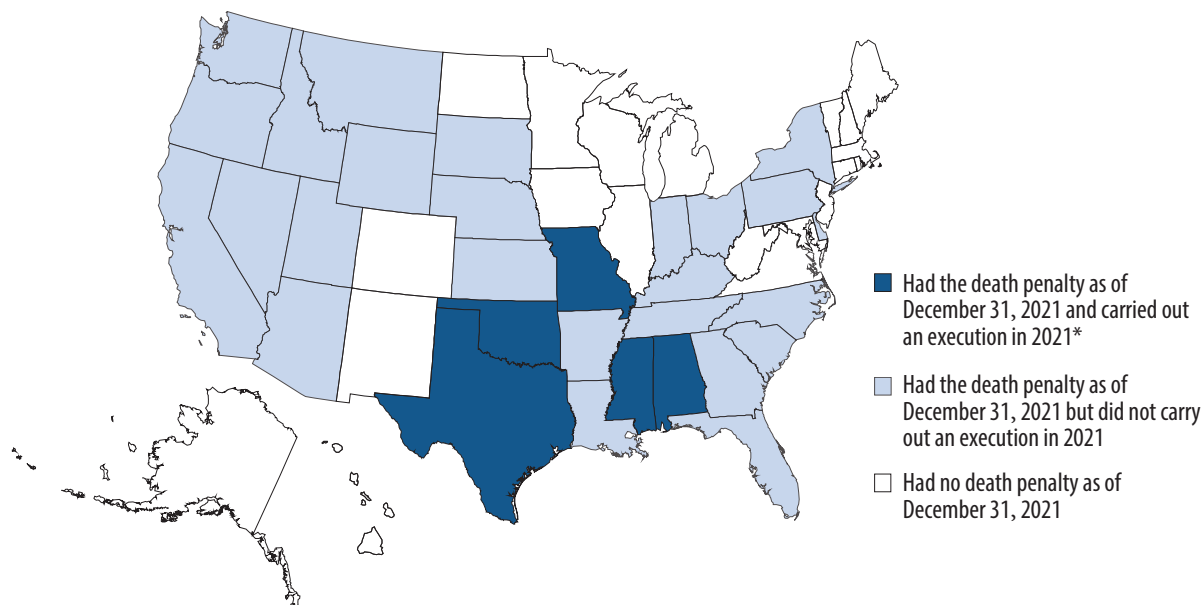 Had the death penalty as of
December 31, 2021 and carried out
an execution in 2021*
Had the death penalty as of
December 31, 2021 but did not carry
out an execution in 2021
Had no death penalty as of
December 31, 2021